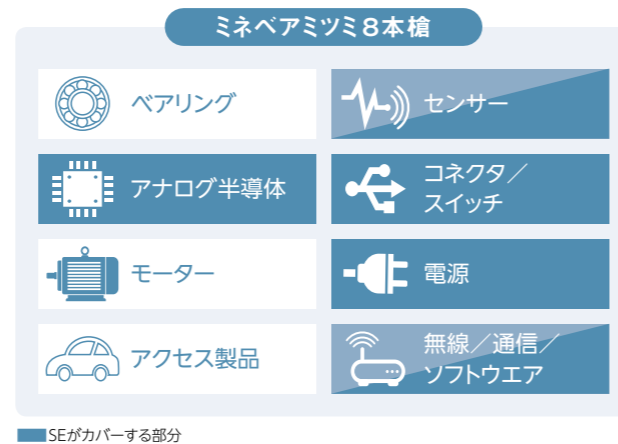 ミネベアミツミ8本槍
ベアリング
センサー
アナログ半導体
コネクタ／
スイッチ
モーター
電源
アクセス製品
無線／通信／
ソフトウエア
SEがカバーする部分